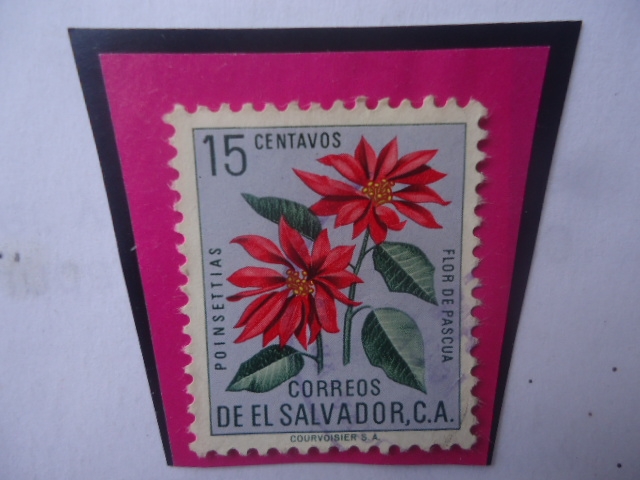 15 CENTAVOS
POINSETTIAS
FLOR DE PASCUA
CORREOS
DE EL SALVADOR, C.A.
COURVOISIER S.A.